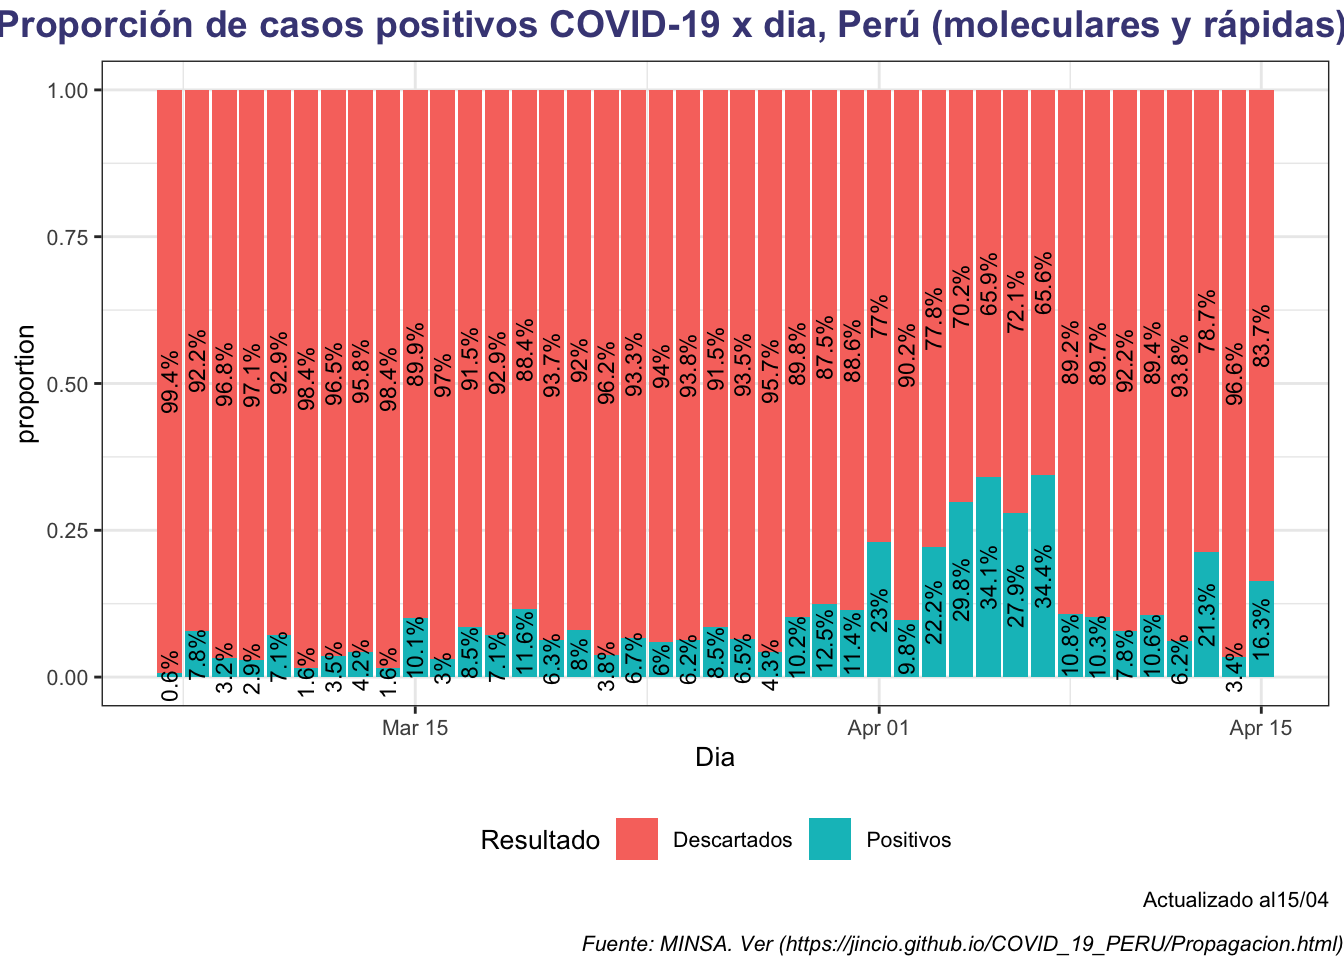 Proporción de casos positivos COVID-19 x dia, Perú (moleculares y rápidas)
proportion
1.00
0.75
0.50
0.25
0.00
99.4% 92.2% 96.8% 97.1% 92.9% 98.4% 96.5% 95.8% 98.4% 89.9% 97% 91.5% 92.9% 88.4% 93.7% 92% 96.2% 93.3% 94% 93.8% 91.5% 93.5% 95.7% 89.8% 87.5% 88.6% 77% 90.2% 77.8% 70.2% 65.9% 72.1% 65.6% 89.2% 89.7% 92.2% 89.4% 93.8% 78.7% 96.6% 83.7%
0.6% 7.8% 3.2% 2.9% 7.1% 1.6% 3.5% 4.2% 1.6% 10.1% 3% 8.5% 7.1% 11.6% 6.3% 8% 3.8% 6.7% 6% 6.2% 8.5% 6.5% 4.3% 10.2% 12.5% 11.4% 23% 9.8% 22.2% 29.8% 34.1% 27.9% 34.4% 10.8% 10.3% 7.8% 10.6% 6.2% 21.3% 3.4% 16.3%
Mar 15 Apr 01 Apr 15
Dia
Resultado Descartados Positivos
Actualizado al15/04
Fuente: MINSA. Ver (https://jincio.github.io/COVID_19_PERU/Propagacion.html)